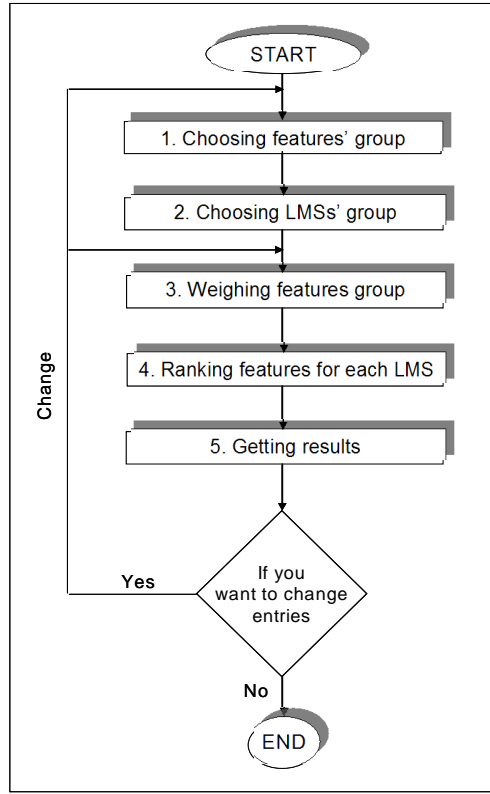 START
1. Choosing features' group
2. Choosing LMSs' group
3. Weighing features group
4. Ranking features for each LMS
5. Getting results
Change
Yes
If you
want to change
entries
No
END